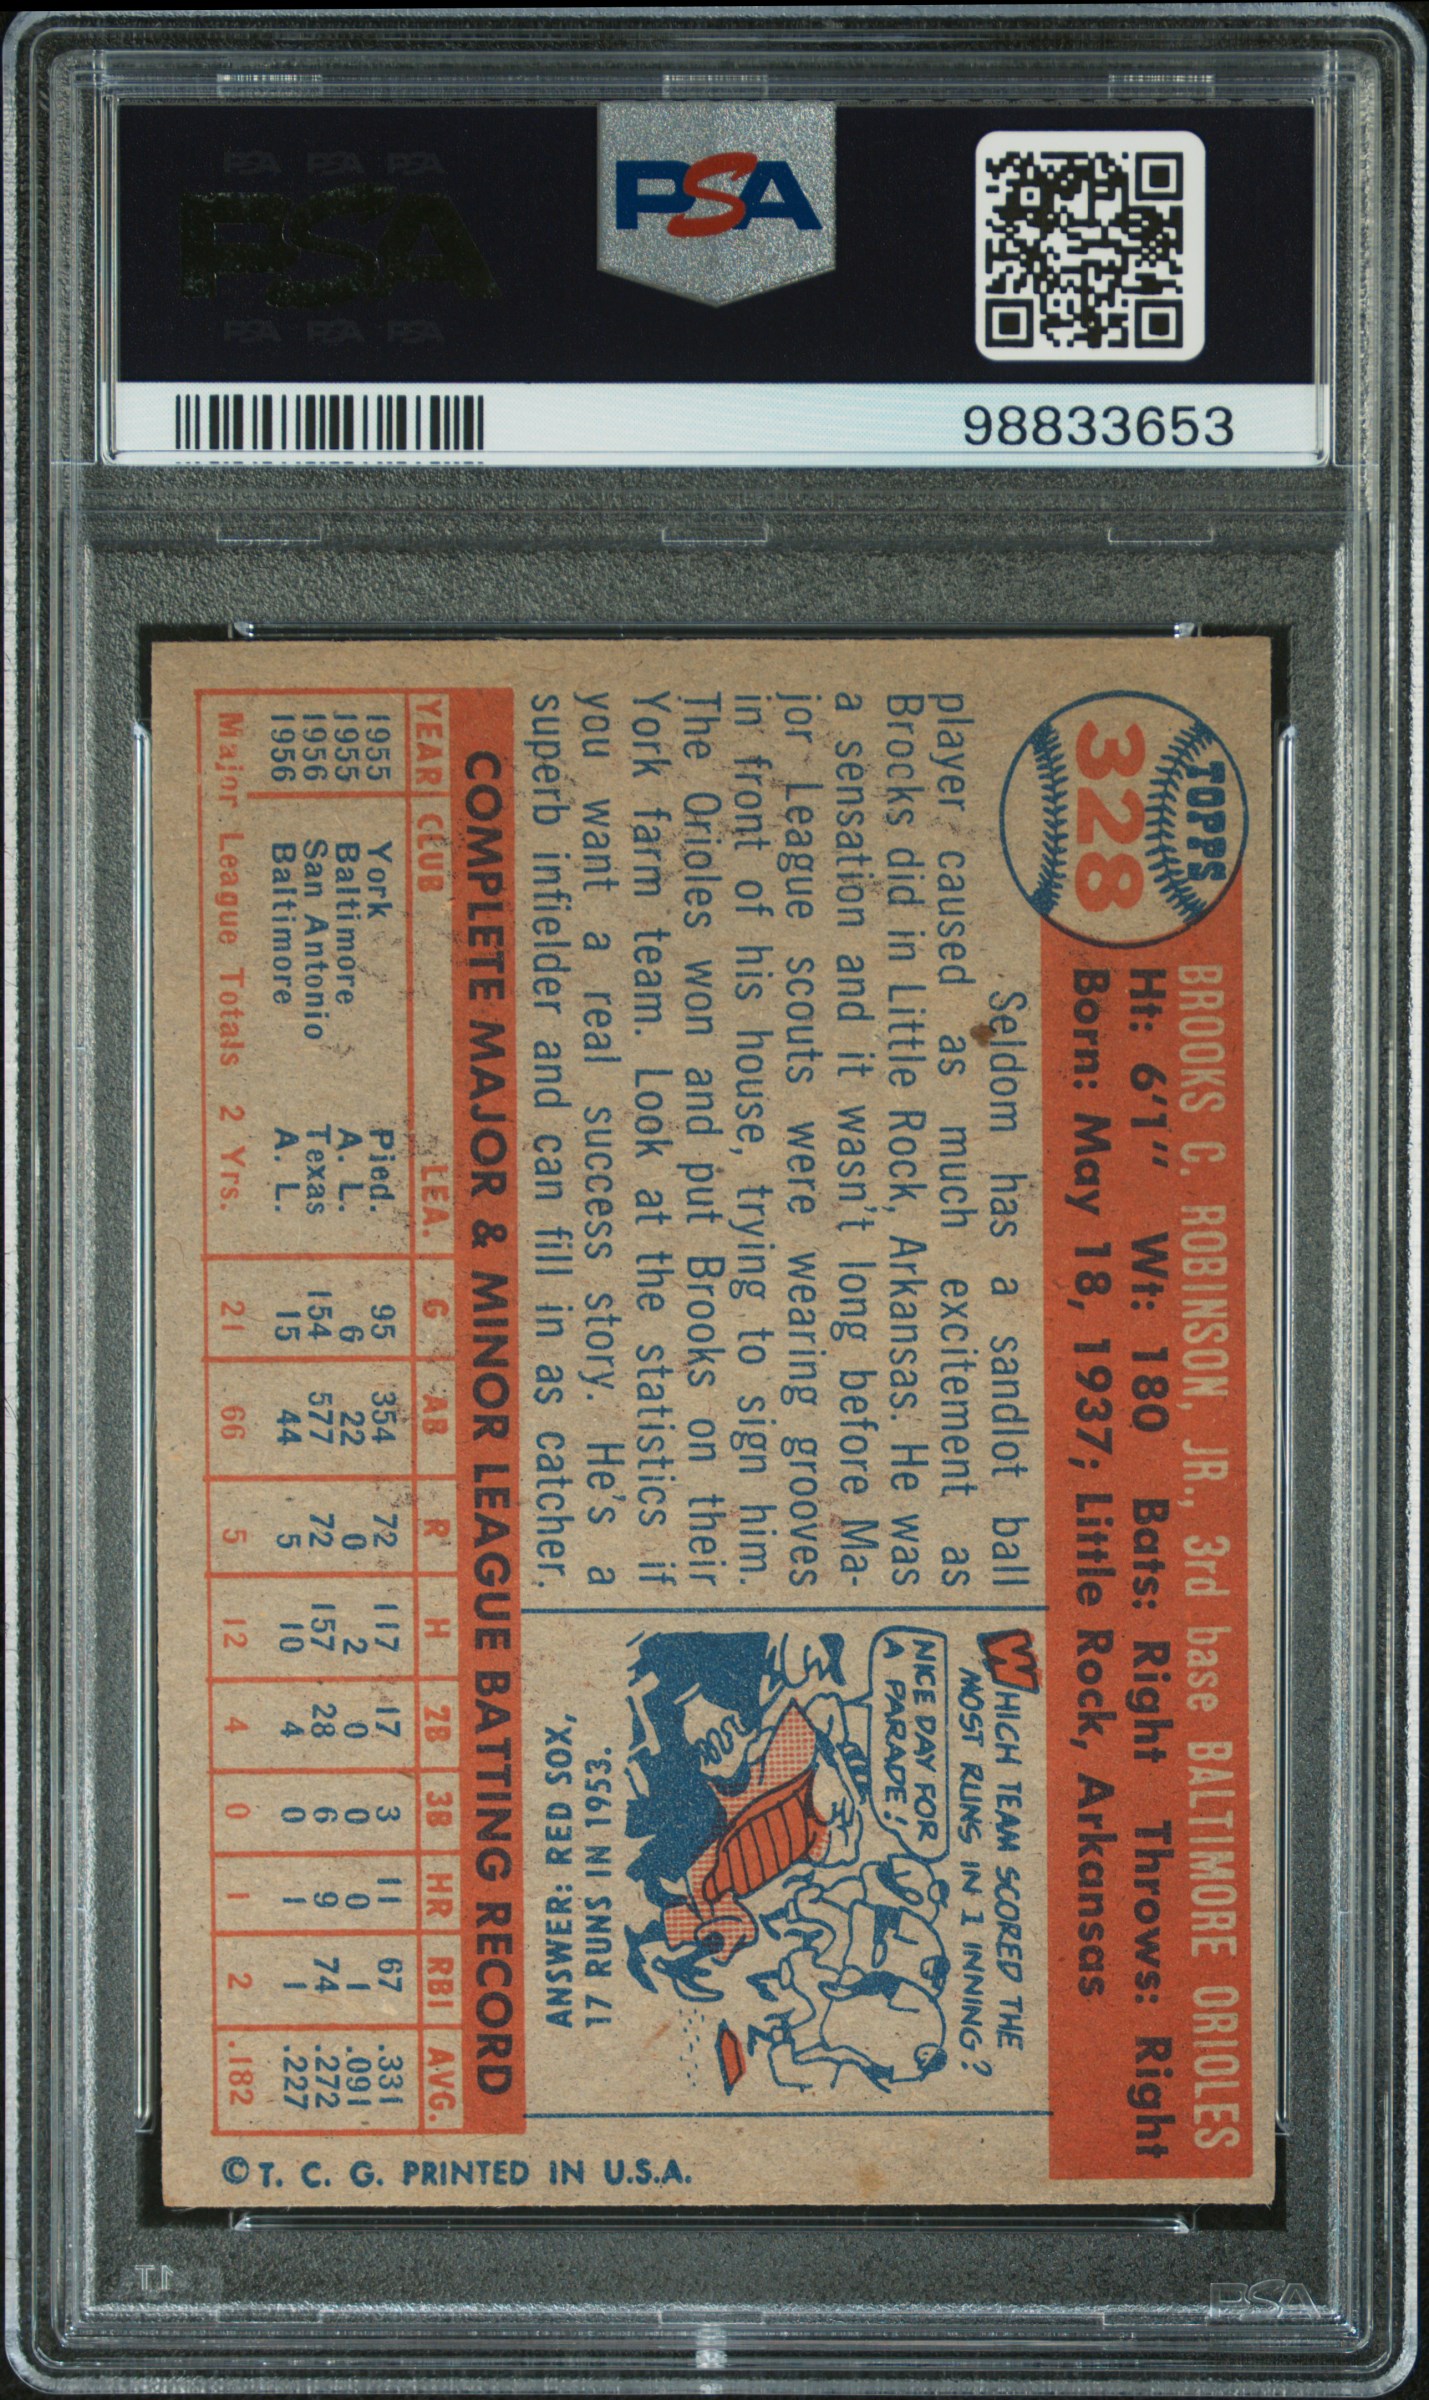 PSA PSA PSA
PSA
PSA PSA PSA
PSA
98833653
TOPPS
328
BROOKS C. ROBINSON, JR., 3rd base BALTIMORE ORIOLES
Ht: 6'1" Wt: 180 Bats: Right Throws: Right
Born: May 18, 1937; Little Rock, Arkansas
Seldom has a sandlot ball
player caused as much excitement as
Brocks did in Little Rock, Arkansas. He was
a sensation and it wasn't long before Ma-
jor League scouts were wearing grooves
in front of his house, trying to sign him.
The Orioles won and put Brooks on their
York farm team. Look at the statistics if
you want a real success story. He's a
superb infielder and can fill in as catcher.
WHICH TEAM SCORED THE
MOST RUNS IN 1 INNING?
NICE DAY FOR
A PARADE!
ANSWER: RED SOX,
17 RUNS IN 1953.
COMPLETE MAJOR & MINOR LEAGUE BATTING RECORD
YEAR CLUB LEA. G AB R H 2B 3B HR RBI AVG.
1955 York Pied. 95 354 72 117 17 3 11 67 .331
1955 Baltimore A. L. 6 22 0 2 0 0 0 1 .091
1956 San Antonio Texas 154 577 72 157 28 6 9 74 .272
1956 Baltimore A. L. 15 44 5 10 4 0 1 1 .227
Major League Totals 2 Yrs. 21 66 5 12 4 0 1 2 .182
© T. C. G. PRINTED IN U.S.A.
PSA